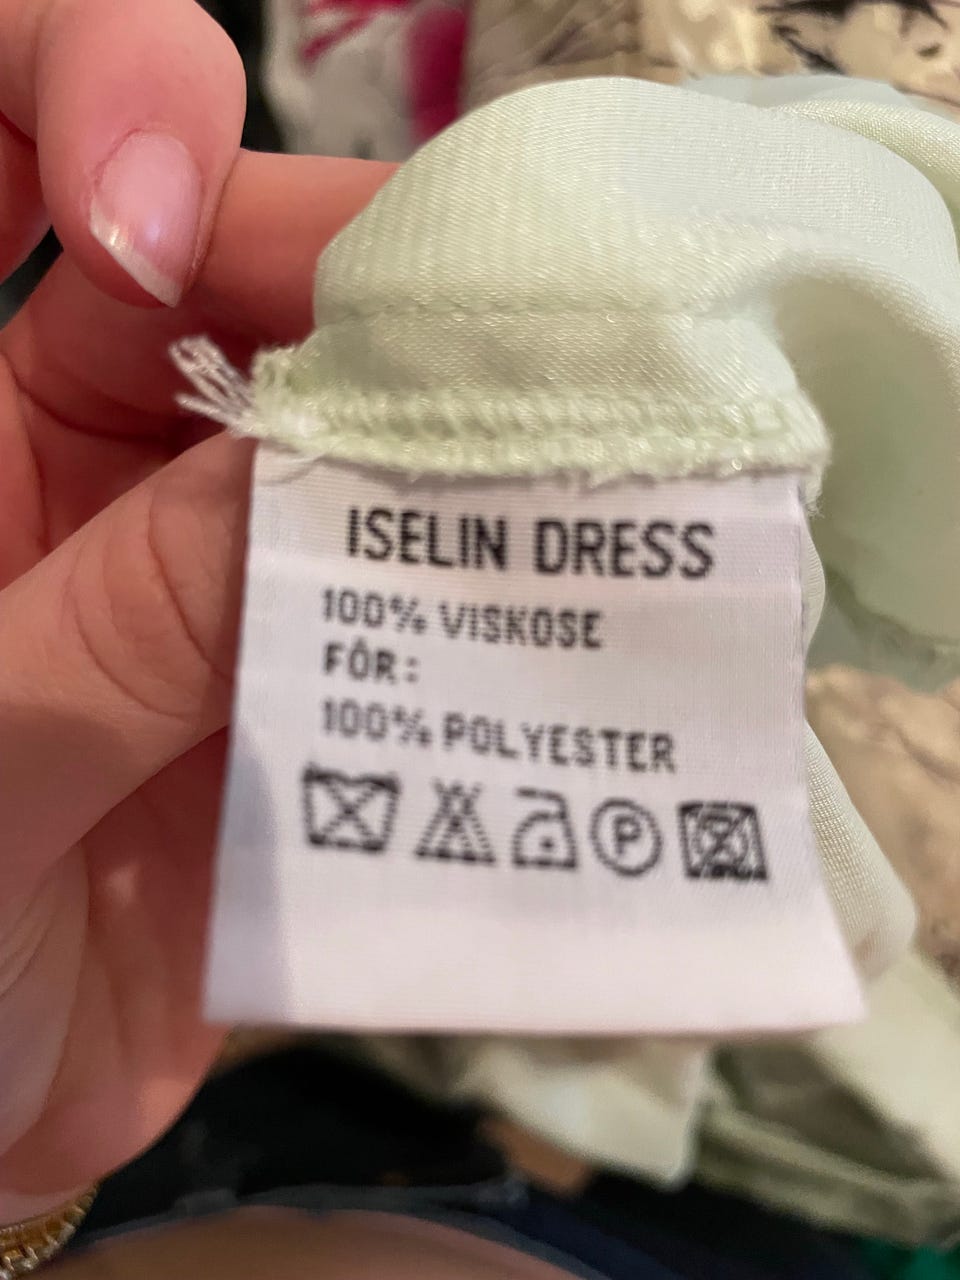 ISELIN DRESS
100% VISKOSE
FÔR:
100% POLYESTER
P